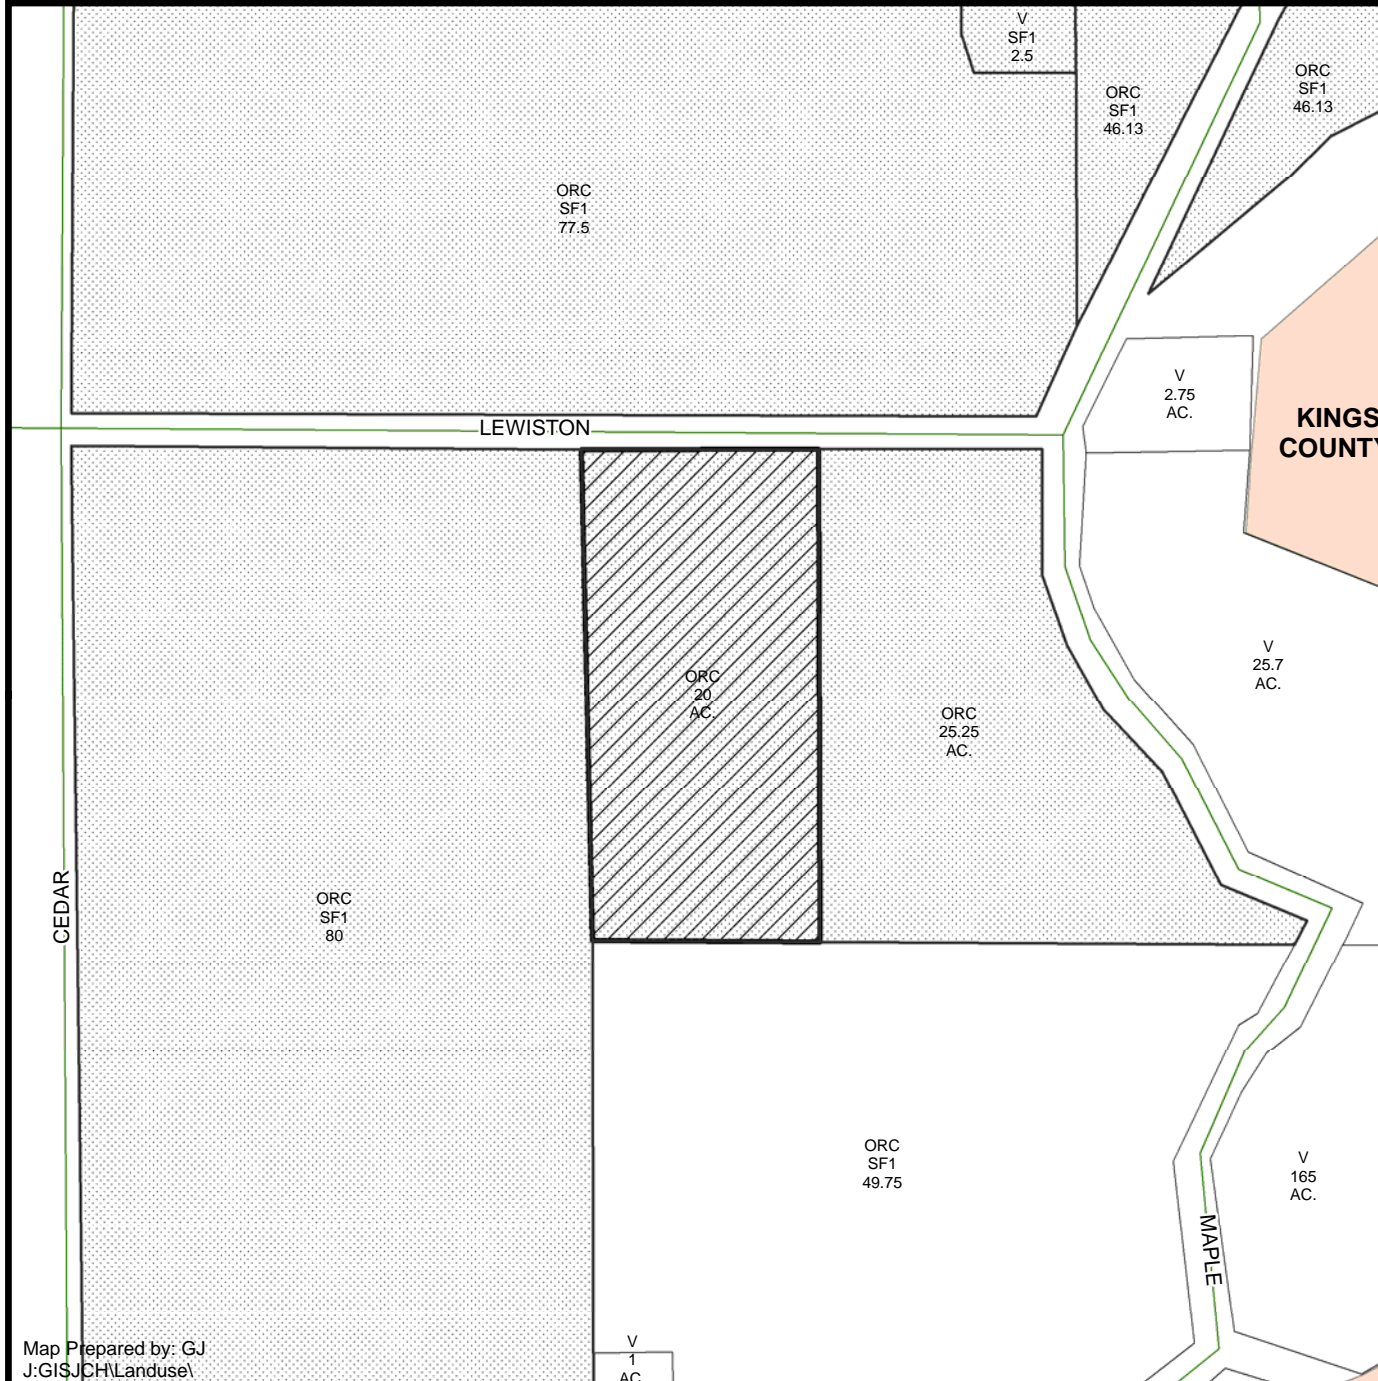 V
SF1
2.5
ORC
SF1
46.13
ORC
SF1
46.13
ORC
SF1
77.5
V
2.75
AC.
KINGS
COUNTY
LEWISTON
V
25.7
AC.
ORC
20
AC.
ORC
25.25
AC.
CEDAR
ORC
SF1
80
ORC
SF1
49.75
V
165
AC.
MAPLE
V
1
AC.
Map Prepared by: GJ
J:GISJCH\Landuse\